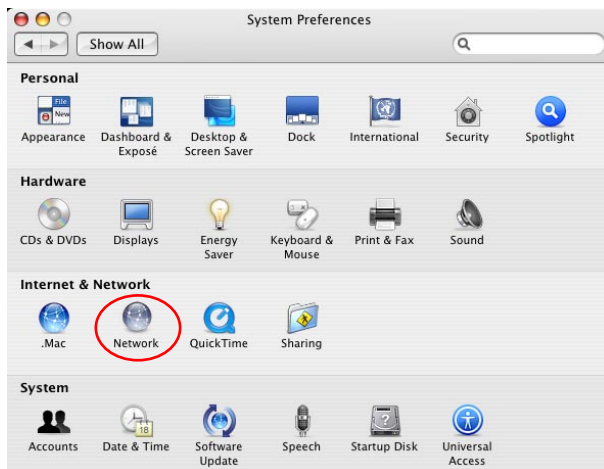 System Preferences
Show All
Personal
File
New
Appearance
Dashboard &
Exposé
Desktop &
Screen Saver
Dock
International
Security
Spotlight
Hardware
CDs & DVDs
Displays
Energy
Saver
Keyboard &
Mouse
Print & Fax
Sound
Internet & Network
.Mac
Network
QuickTime
Sharing
System
18
?
Accounts
Date & Time
Software
Update
Speech
Startup Disk
Universal
Access